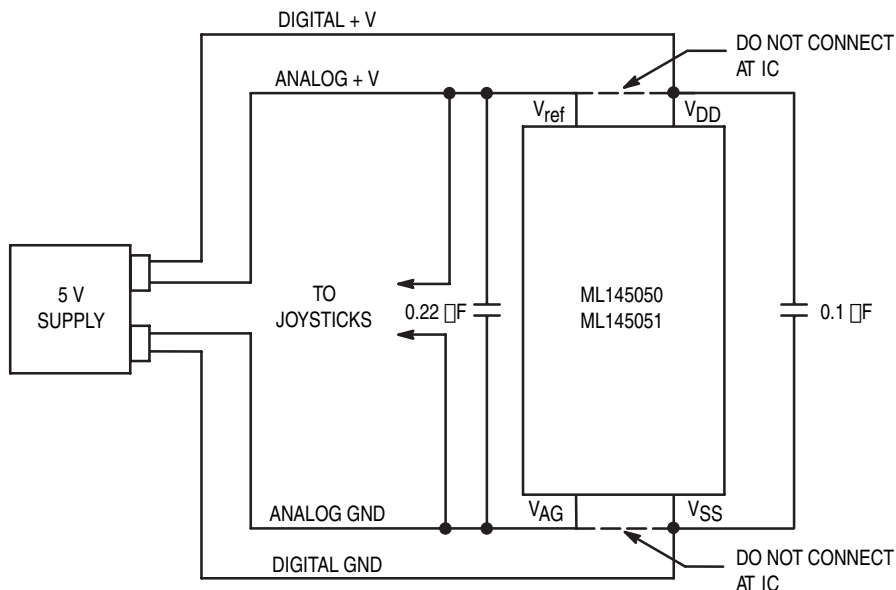 DIGITAL + V
DO NOT CONNECT
AT IC
ANALOG + V
Vref
VDD
5 V
SUPPLY
TO
JOYSTICKS
0.22 □F
ML145050
ML145051
0.1 □F
VAG
VSS
ANALOG GND
DIGITAL GND
DO NOT CONNECT
AT IC